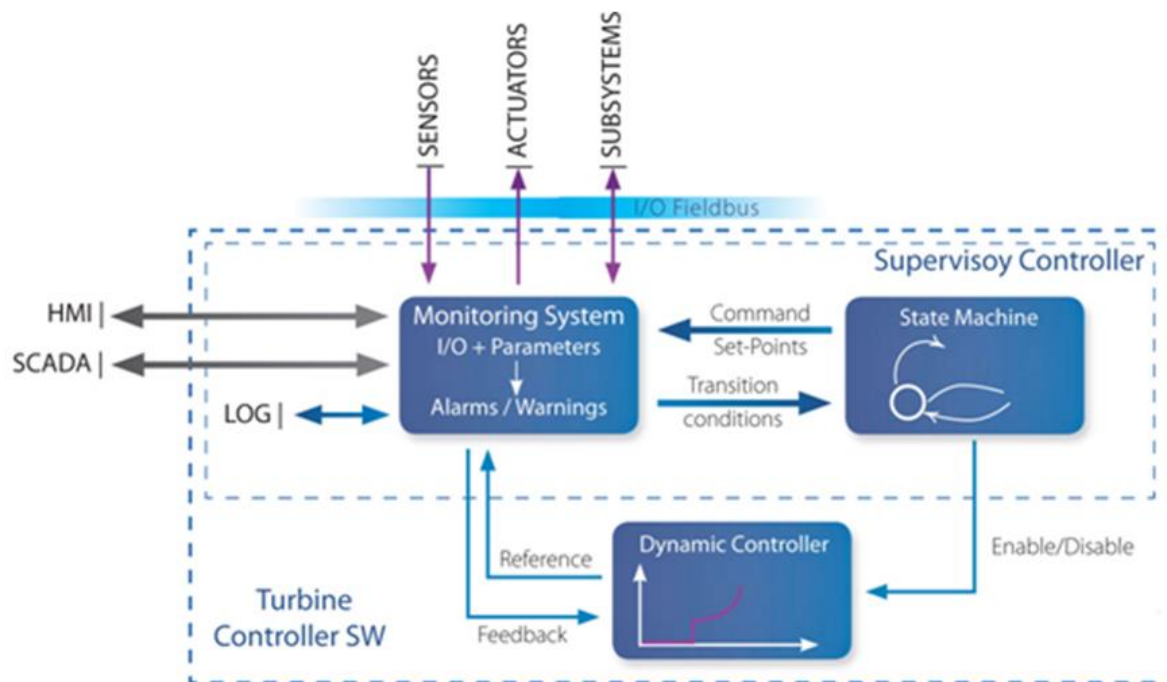 SENSORS
ACTUATORS
SUBSYSTEMS
I/O Fieldbus
Supervisoy Controller
HMI
SCADA
LOG
Monitoring System
I/O + Parameters
Alarms / Warnings
Command
Set-Points
Transition
conditions
State Machine
Reference
Feedback
Dynamic Controller
Enable/Disable
Turbine
Controller SW